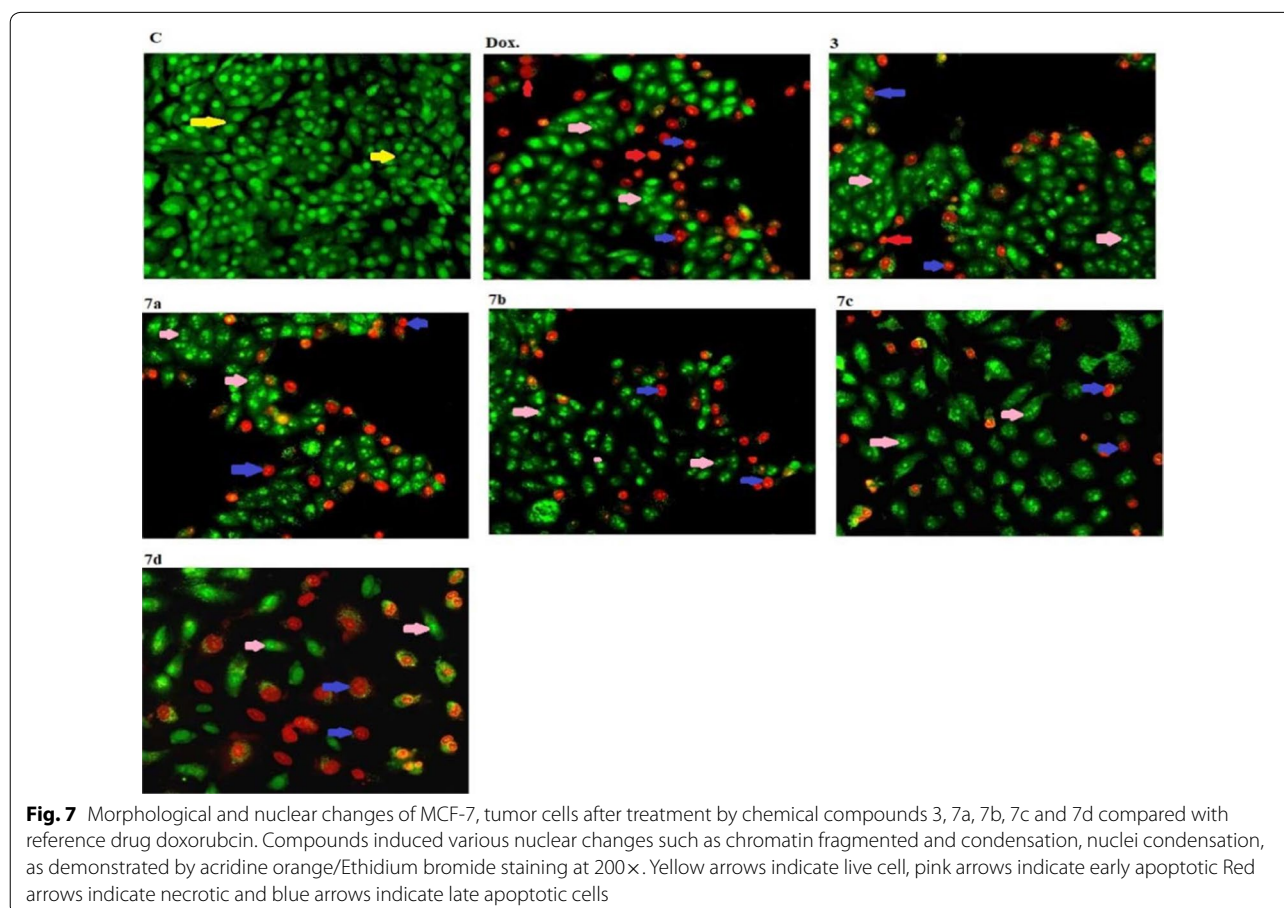 C
Dox.
3
7a
7b
7c
7d
Fig. 7 Morphological and nuclear changes of MCF-7, tumor cells after treatment by chemical compounds 3, 7a, 7b, 7c and 7d compared with
reference drug doxorubcin. Compounds induced various nuclear changes such as chromatin fragmented and condensation, nuclei condensation,
as demonstrated by acridine orange/Ethidium bromide staining at 200×. Yellow arrows indicate live cell, pink arrows indicate early apoptotic Red
arrows indicate necrotic and blue arrows indicate late apoptotic cells